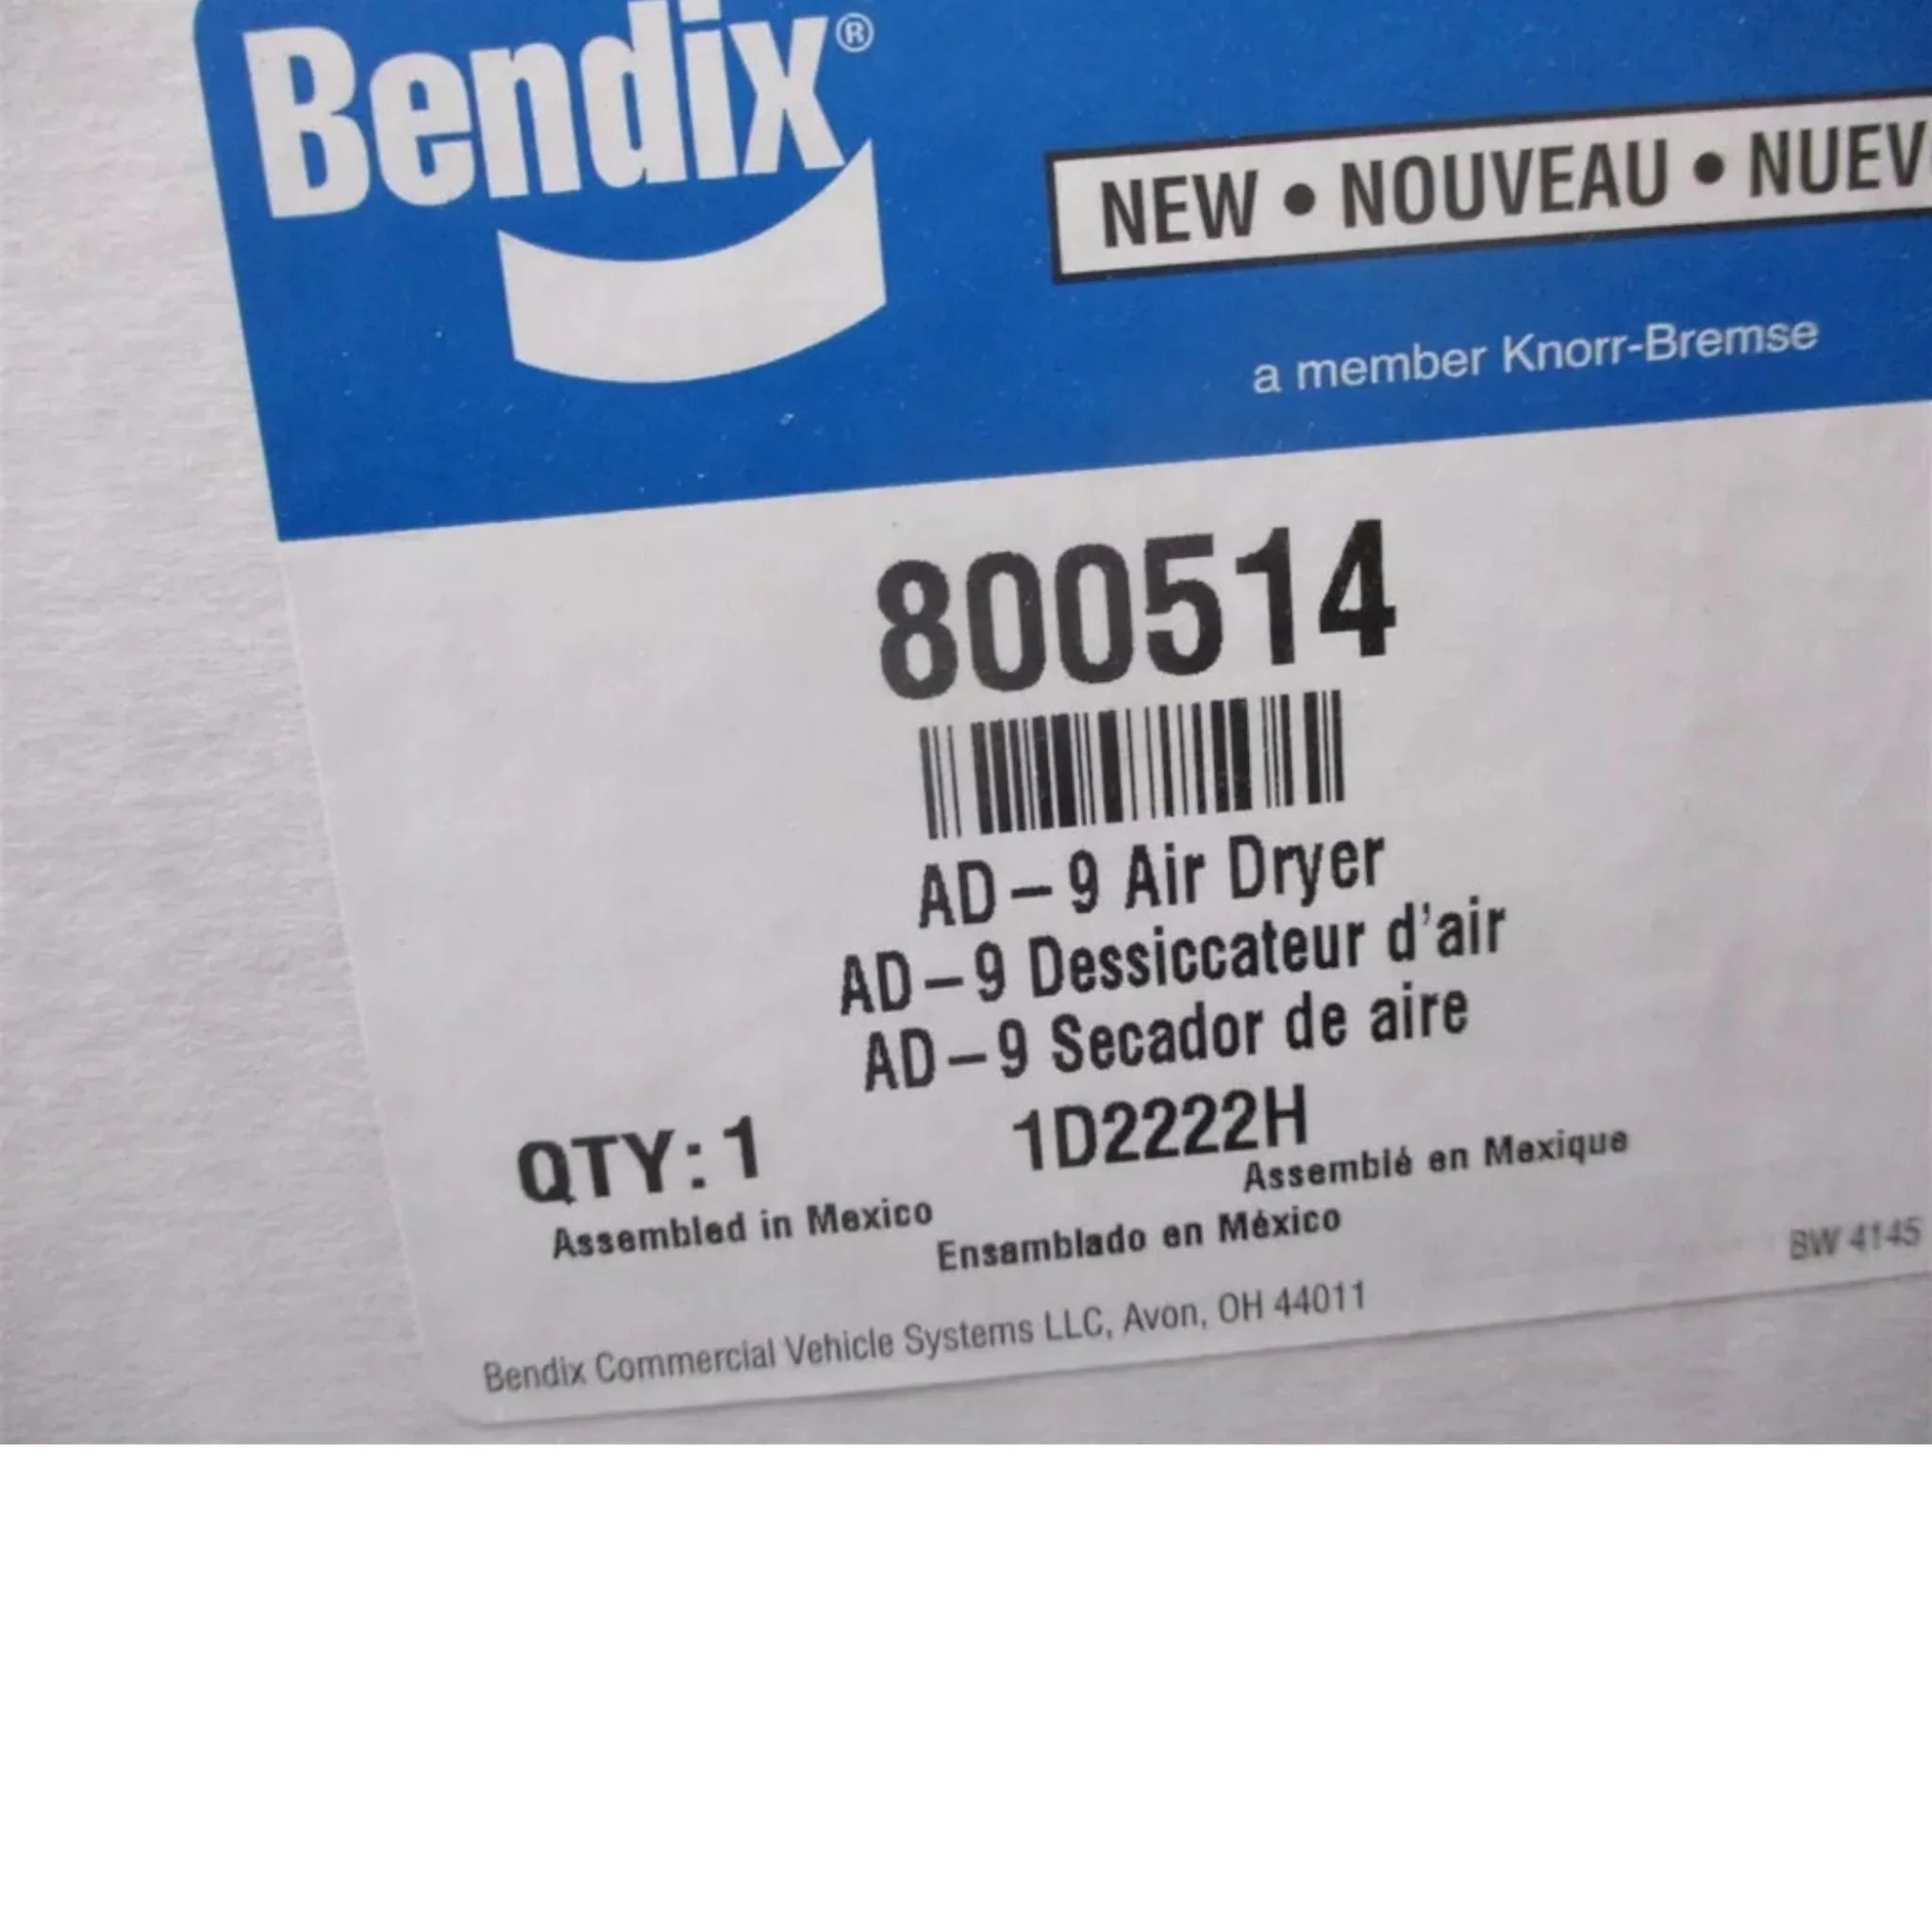 Bendix®
NEW • NOUVEAU • NUEV
a member Knorr-Bremse
800514
AD–9 Air Dryer
AD–9 Dessiccateur d'air
AD–9 Secador de aire
QTY: 1 1D2222H
Assemblé en Mexique
Assembled in Mexico
Ensamblado en México
BW 4145
Bendix Commercial Vehicle Systems LLC, Avon, OH 44011